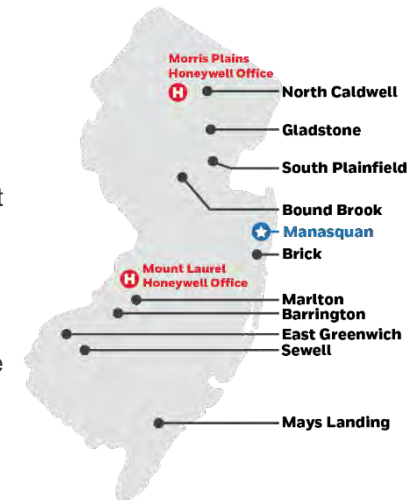 Morris Plains
Honeywell Office
H
North Caldwell
Gladstone
South Plainfield
t
Bound Brook
Manasquan
Brick
H
Mount Laurel
Honeywell Office
Marlton
Barrington
East Greenwich
Sewell
e
Mays Landing